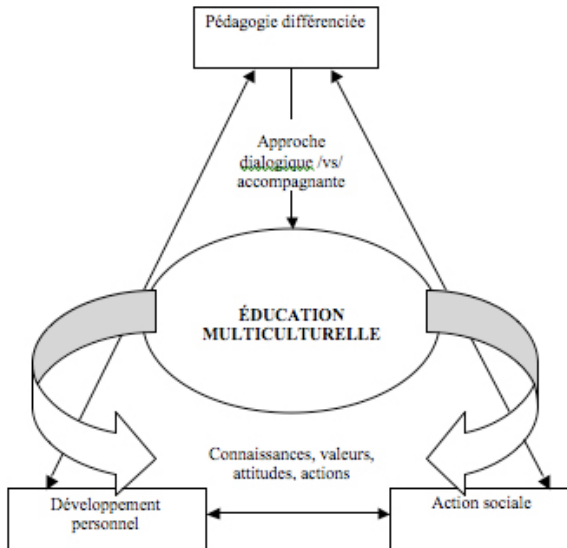 Pédagogie différenciée
Approche
dialogique /vs/
accompagnante
ÉDUCATION
MULTICULTURELLE
Connaissances, valeurs,
attitudes, actions
Développement
personnel
Action sociale